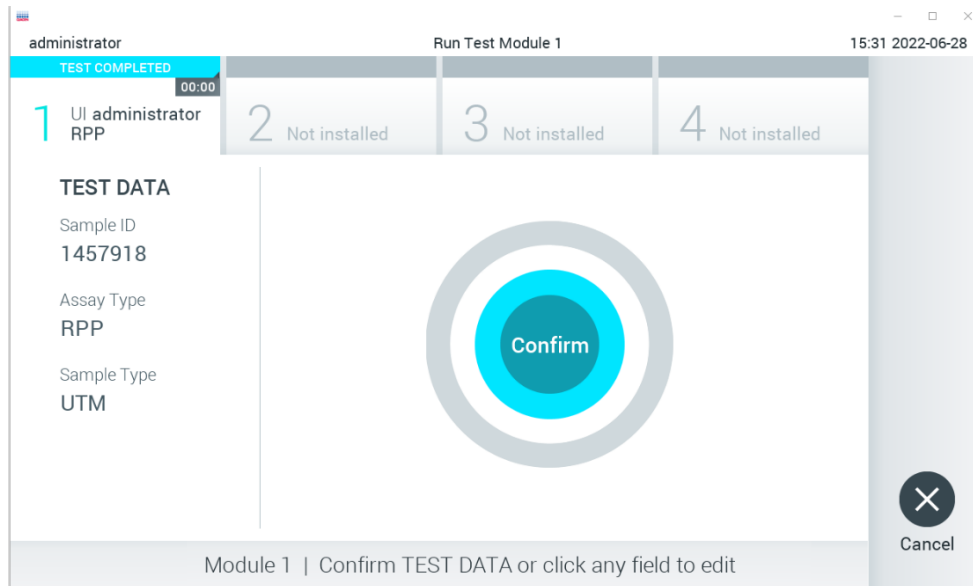 administrator
Run Test Module 1
15:31 2022-06-28
TEST COMPLETED
00:00
1
UI administrator
RPP
2 Not installed
3 Not installed
4 Not installed
TEST DATA
Sample ID
1457918
Assay Type
RPP
Sample Type
UTM
Confirm
Cancel
Module 1 | Confirm TEST DATA or click any field to edit